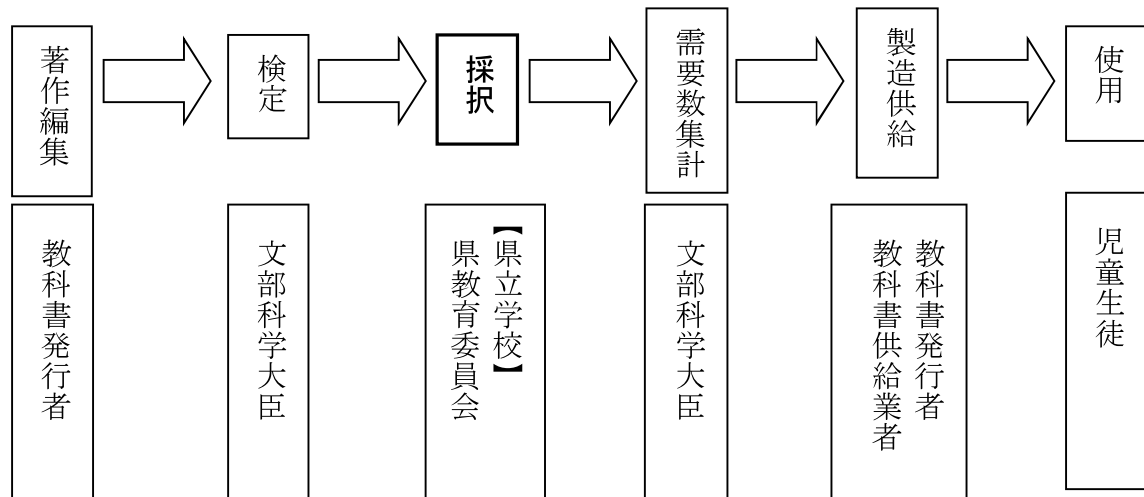 著作編集
検定
採択
需要数集計
製造供給
使用
教科書発行者
文部科学大臣
【県立学校】
県教育委員会
文部科学大臣
教科書発行者
教科書供給業者
児童生徒